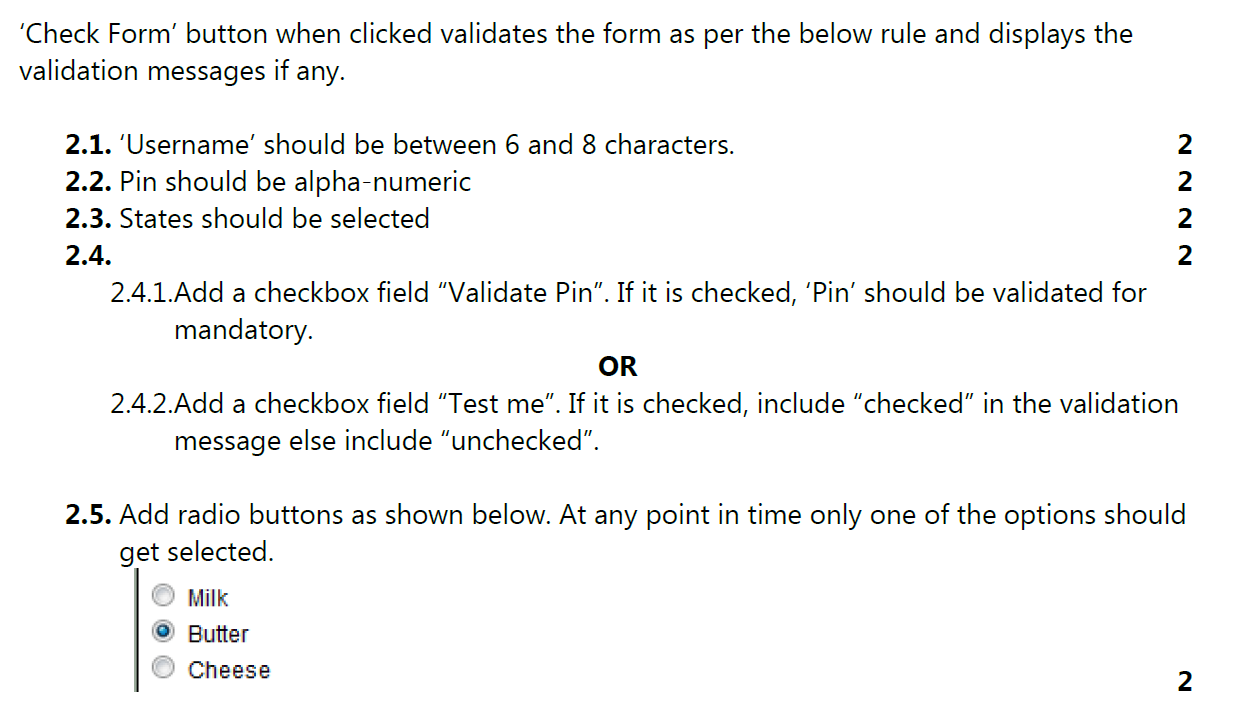 ‘Check Form’ button when clicked validates the form as per the below rule and displays the
validation messages if any.
2.1. ‘Username’ should be between 6 and 8 characters. 2
2.2. Pin should be alpha-numeric 2
2.3. States should be selected 2
2.4. 2
2.4.1.Add a checkbox field “Validate Pin”. If it is checked, ‘Pin’ should be validated for
mandatory.
OR
2.4.2.Add a checkbox field “Test me”. If it is checked, include “checked” in the validation
message else include “unchecked”.
2.5. Add radio buttons as shown below. At any point in time only one of the options should
get selected.
Milk
Butter
Cheese
2